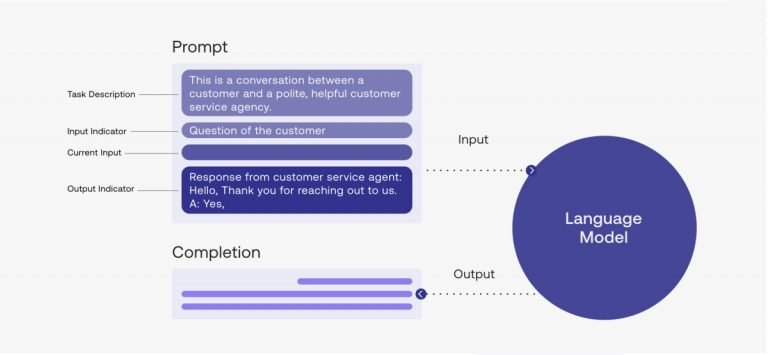 Prompt
Task Description
This is a conversation between a
customer and a polite, helpful customer
service agency.
Input Indicator
Question of the customer
Current Input
Output Indicator
Response from customer service agent:
Hello, Thank you for reaching out to us.
A: Yes,
Input
Language
Model
Completion
Output